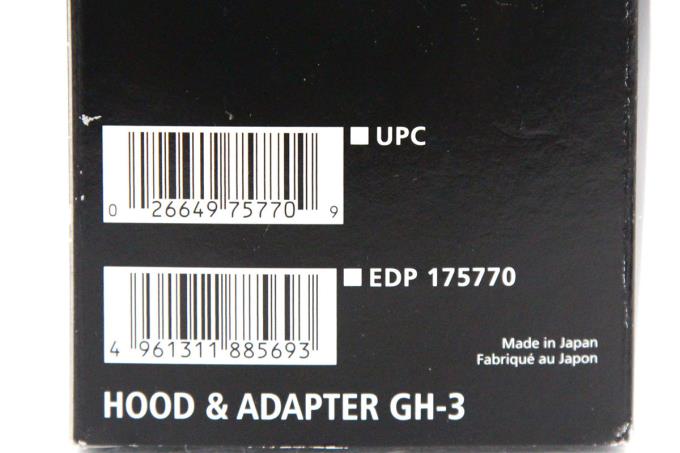 UPC
0 26649 75770 9
EDP 175770
4 961311 885693
Made in Japan
Fabriqué au Japon
HOOD & ADAPTER GH-3